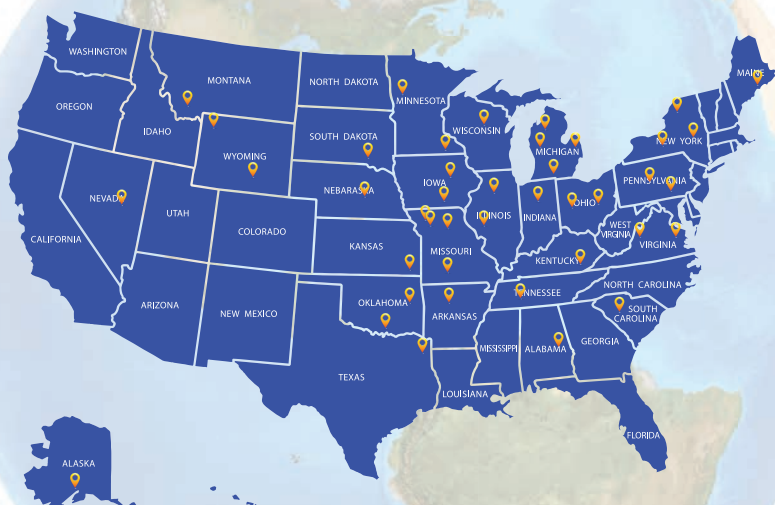 WASHINGTON
MAINE
MONTANA
NORTH DAKOTA
MINNESOTA
OREGON
IDAHO
SOUTH DAKOTA
WISCONSIN
MICHIGAN
NEW YORK
WYOMING
NEBARASKA
IOWA
PENNSYLVANIA
NEVADA
UTAH
COLORADO
ILLINOIS
INDIANA
OHIO
CALIFORNIA
KANSAS
MISSOURI
WEST
VIRGINIA
VIRGINIA
KENTUCKY
ARIZONA
NEW MEXICO
OKLAHOMA
ARKANSAS
TENNESSEE
NORTH CAROLINA
SOUTH
CAROLINA
MISSISSIPPI
ALABAMA
GEORGIA
TEXAS
LOUISIANA
FLORIDA
ALASKA